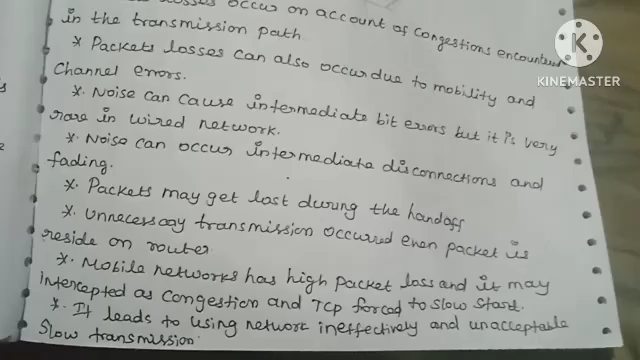 losses occur on account of congestions encountered
in the transmission path.
* Packets losses can also occur due to mobility and
channel errors.
*. Noise can cause intermediate bit errors but it is very
rare in wired network.
*. Noise can occur intermediate disconnections and
fading.
*. Packets may get last during the handoff
*. Unnecessary transmission occurred even packet is
reside on router
*. Mobile networks has high packet loss and it may
intercepted as congestion and TCP forced to slow start.
*. It leads to using network ineffectively and unacceptable
slow transmission.
K
KINEMASTER